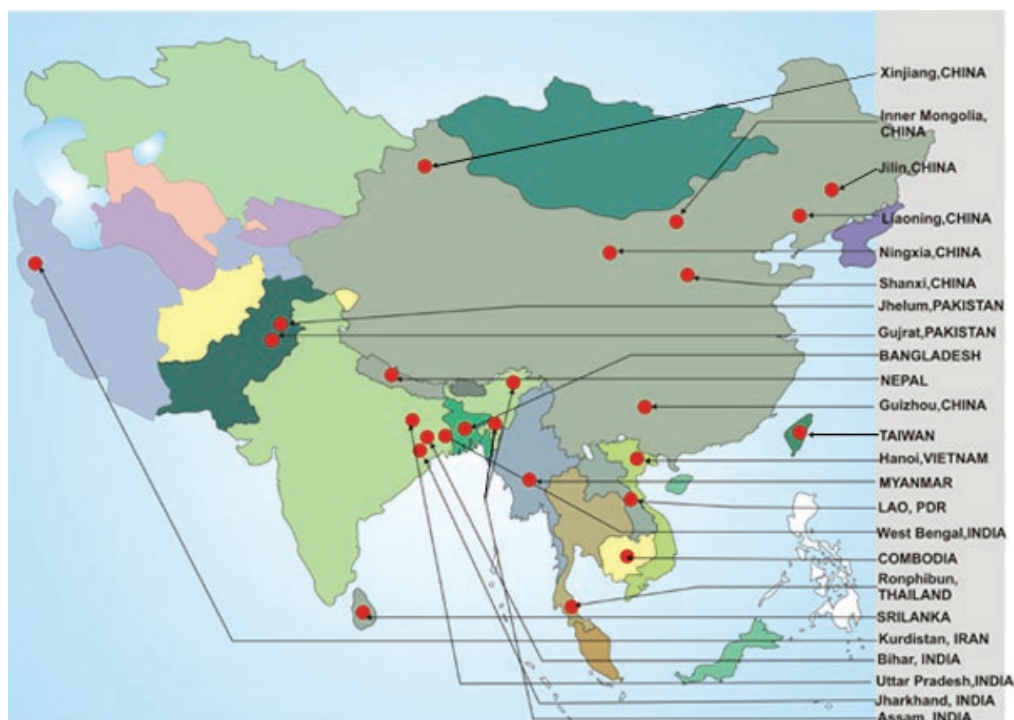 Xinjiang,CHINA
Inner Mongolia,
CHINA
Jilin,CHINA
Liaoning,CHINA
Ningxia,CHINA
Shanxi,CHINA
Jhelum,PAKISTAN
Gujrat,PAKISTAN
BANGLADESH
NEPAL
Guizhou,CHINA
TAIWAN
Hanoi,VIETNAM
MYANMAR
LAO, PDR
West Bengal,INDIA
COMBODIA
Ronphibun,
THAILAND
SRILANKA
Kurdistan, IRAN
Bihar, INDIA
Uttar Pradesh,INDIA
Jharkhand, INDIA
Assam, INDIA